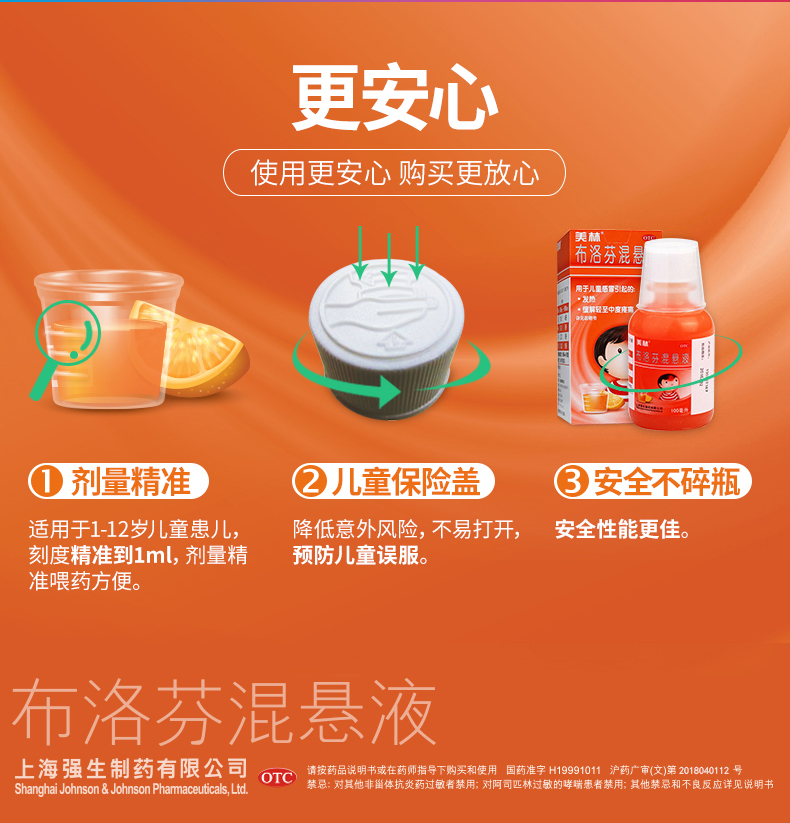 更安心
使用更安心 购买更放心
美林
OTC
布洛芬混悬
用于儿童感冒引起的:
·发热
·缓解轻至中度疼痛
美林
OTC
布洛芬混悬液
100毫升
① 剂量精准
适用于1-12岁儿童患儿,
刻度精准到1ml, 剂量精
准喂药方便。
② 儿童保险盖
降低意外风险, 不易打开,
预防儿童误服。
③ 安全不碎瓶
安全性能更佳。
布洛芬混悬液
上海强生制药有限公司
Shanghai Johnson & Johnson Pharmaceuticals, Ltd.
OTC
请按药品说明书或在药师指导下购买和使用 国药准字 H19991011 沪药广审(文)第 2018040112 号
禁忌: 对其他非甾体抗炎药过敏者禁用; 对阿司匹林过敏的哮喘患者禁用; 其他禁忌和不良反应详见说明书